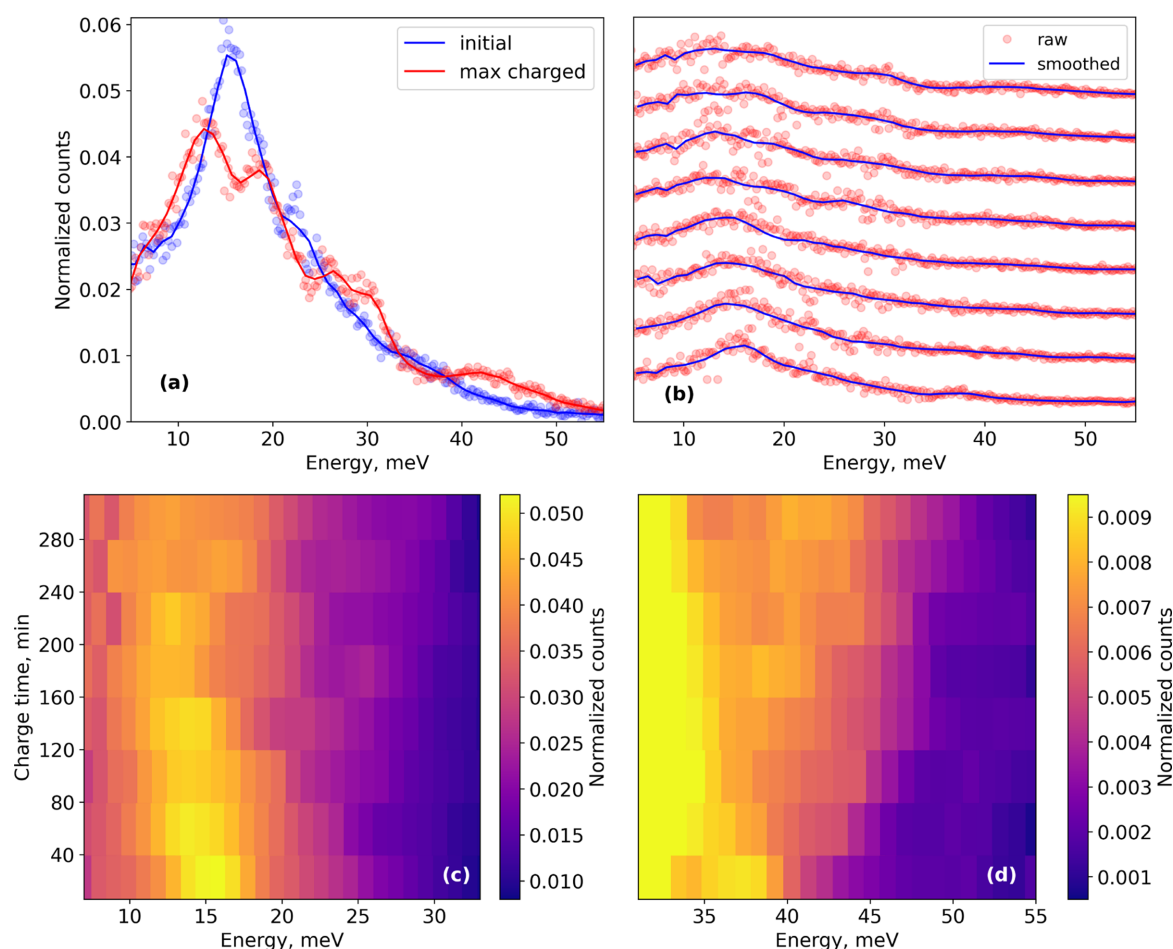 0.06
0.05
0.04
0.03
0.02
0.01
0.00
Normalized counts
initial
max charged
(a)
10 20 30 40 50
Energy, meV
raw
smoothed
(b)
10 20 30 40 50
Energy, meV
280
240
200
160
120
80
40
Charge time, min
(c)
10 15 20 25 30
Energy, meV
0.050
0.045
0.040
0.035
0.030
0.025
0.020
0.015
0.010
Normalized counts
(d)
35 40 45 50 55
Energy, meV
0.009
0.008
0.007
0.006
0.005
0.004
0.003
0.002
0.001
Normalized counts